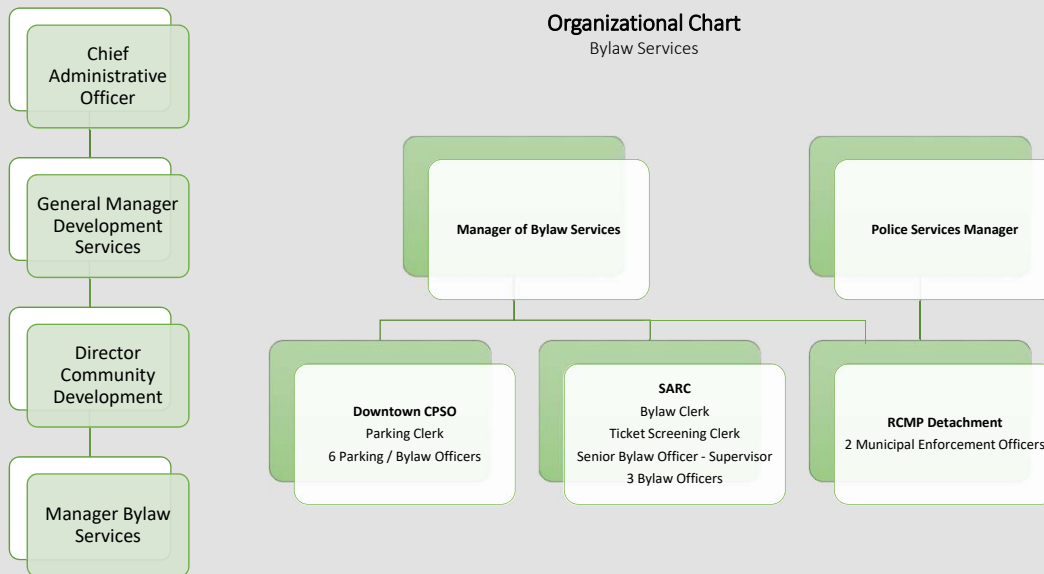 Organizational Chart
Bylaw Services
Chief
Administrative
Officer
General Manager
Development
Services
Director
Community
Development
Manager Bylaw
Services
Manager of Bylaw Services
Police Services Manager
Downtown CPSO
Parking Clerk
6 Parking / Bylaw Officers
SARC
Bylaw Clerk
Ticket Screening Clerk
Senior Bylaw Officer - Supervisor
3 Bylaw Officers
RCMP Detachment
2 Municipal Enforcement Officers